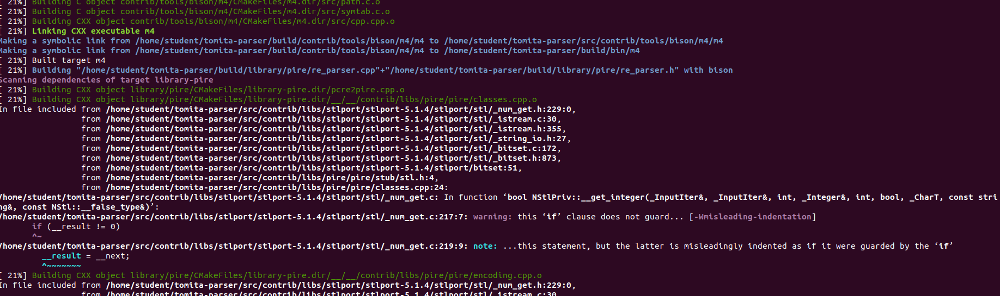 [ 21%] Building C object contrib/tools/bison/m4/CMakeFiles/m4.dir/src/path.c.o
[ 21%] Building C object contrib/tools/bison/m4/CMakeFiles/m4.dir/src/symtab.c.o
[ 21%] Building CXX object contrib/tools/bison/m4/CMakeFiles/m4.dir/src/cpp.cpp.o
[ 21%] Linking CXX executable m4
Making a symbolic link from /home/student/tomita-parser/build/contrib/tools/bison/m4/m4 to /home/student/tomita-parser/src/contrib/tools/bison/m4/m4
Making a symbolic link from /home/student/tomita-parser/build/contrib/tools/bison/m4/m4 to /home/student/tomita-parser/build/bin/m4
[ 21%] Built target m4
[ 21%] Building "/home/student/tomita-parser/build/library/pire/re_parser.cpp"+"/home/student/tomita-parser/build/library/pire/re_parser.h" with bison
Scanning dependencies of target library-pire
[ 21%] Building CXX object library/pire/CMakeFiles/library-pire.dir/pcre2pire.cpp.o
[ 21%] Building CXX object library/pire/CMakeFiles/library-pire.dir/__/__/contrib/libs/pire/pire/classes.cpp.o
In file included from /home/student/tomita-parser/src/contrib/libs/stlport/stlport-5.1.4/stlport/stl/_num_get.h:229:0,
from /home/student/tomita-parser/src/contrib/libs/stlport/stlport-5.1.4/stlport/stl/_istream.c:30,
from /home/student/tomita-parser/src/contrib/libs/stlport/stlport-5.1.4/stlport/stl/_istream.h:355,
from /home/student/tomita-parser/src/contrib/libs/stlport/stlport-5.1.4/stlport/stl/_string_io.h:27,
from /home/student/tomita-parser/src/contrib/libs/stlport/stlport-5.1.4/stlport/stl/_bitset.c:172,
from /home/student/tomita-parser/src/contrib/libs/stlport/stlport-5.1.4/stlport/stl/_bitset.h:873,
from /home/student/tomita-parser/src/contrib/libs/stlport/stlport-5.1.4/stlport/bitset:51,
from /home/student/tomita-parser/src/contrib/libs/pire/pire/stub/stl.h:4,
from /home/student/tomita-parser/src/contrib/libs/pire/pire/classes.cpp:24:
/home/student/tomita-parser/src/contrib/libs/stlport/stlport-5.1.4/stlport/stl/_num_get.c: In function ‘bool NStlPriv::__get_integer(_InputIter&, _InputIter&, int, _Integer&, int, bool, _CharT, const stri
ng&, const NStl::__false_type&)’:
/home/student/tomita-parser/src/contrib/libs/stlport/stlport-5.1.4/stlport/stl/_num_get.c:217:7: warning: this ‘if’ clause does not guard... [-Wmisleading-indentation]
if (__result != 0)
^~
/home/student/tomita-parser/src/contrib/libs/stlport/stlport-5.1.4/stlport/stl/_num_get.c:219:9: note: ...this statement, but the latter is misleadingly indented as if it were guarded by the ‘if’
__result = __next;
^~~~~~~~
[ 21%] Building CXX object library/pire/CMakeFiles/library-pire.dir/__/__/contrib/libs/pire/pire/encoding.cpp.o
In file included from /home/student/tomita-parser/src/contrib/libs/stlport/stlport-5.1.4/stlport/stl/_num_get.h:229:0,
from /home/student/tomita-parser/src/contrib/libs/stlport/stlport-5.1.4/stlport/stl/_istream.c:30,